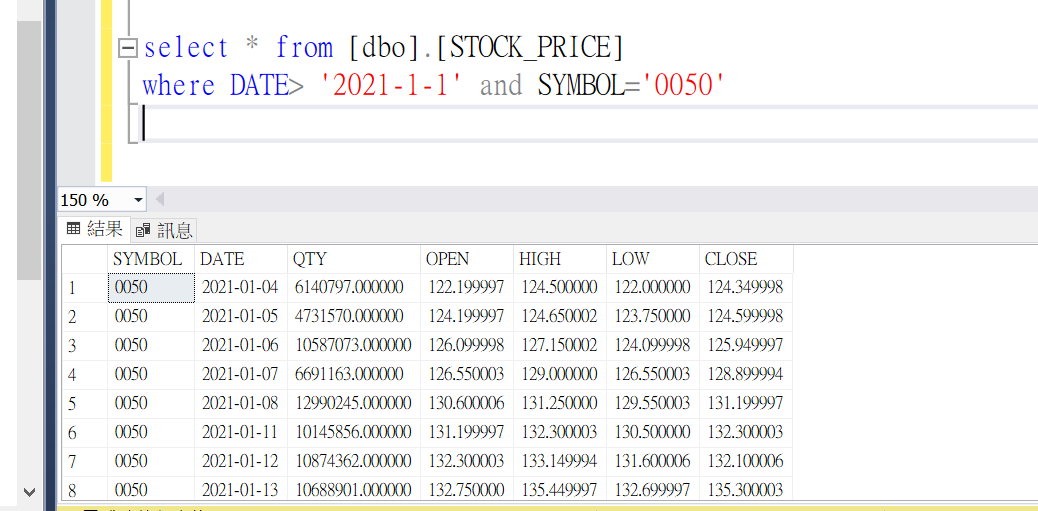 select * from [dbo].[STOCK_PRICE]
where DATE> '2021-1-1' and SYMBOL='0050'
150 %
結果 訊息
SYMBOL DATE QTY OPEN HIGH LOW CLOSE
1 0050 2021-01-04 6140797.000000 122.199997 124.500000 122.000000 124.349998
2 0050 2021-01-05 4731570.000000 124.199997 124.650002 123.750000 124.599998
3 0050 2021-01-06 10587073.000000 126.099998 127.150002 124.099998 125.949997
4 0050 2021-01-07 6691163.000000 126.550003 129.000000 126.550003 128.899994
5 0050 2021-01-08 12990245.000000 130.600006 131.250000 129.550003 131.199997
6 0050 2021-01-11 10145856.000000 131.199997 132.300003 130.500000 132.300003
7 0050 2021-01-12 10874362.000000 132.300003 133.149994 131.600006 132.100006
8 0050 2021-01-13 10688901.000000 132.750000 135.449997 132.699997 135.300003